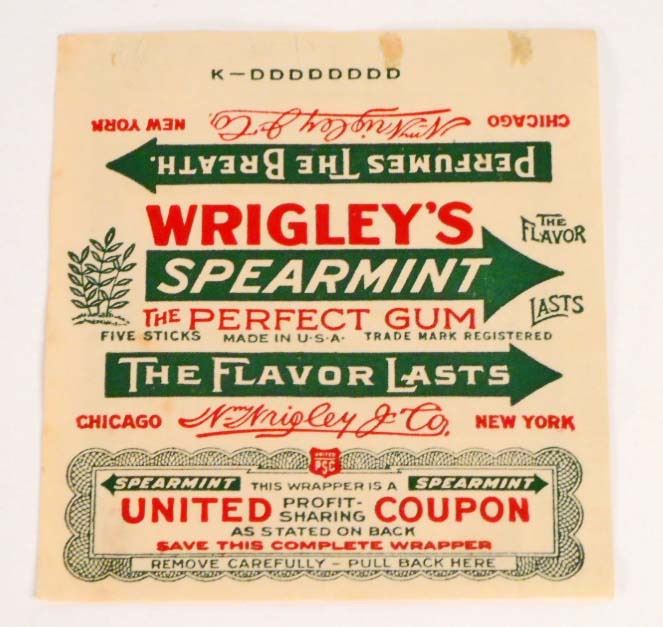 K-DDDDDDDD
CHICAGO Wm. Wrigley Jr. Co. NEW YORK
PERFUMES THE BREATH.
WRIGLEY'S
THE FLAVOR LASTS
SPEARMINT
THE PERFECT GUM
FIVE STICKS MADE IN U·S·A· TRADE MARK REGISTERED
THE FLAVOR LASTS
CHICAGO Wm. Wrigley Jr. Co. NEW YORK
UNITED
PSC
SPEARMINT THIS WRAPPER IS A SPEARMINT
UNITED PROFIT-SHARING COUPON
AS STATED ON BACK
SAVE THIS COMPLETE WRAPPER
REMOVE CAREFULLY - PULL BACK HERE